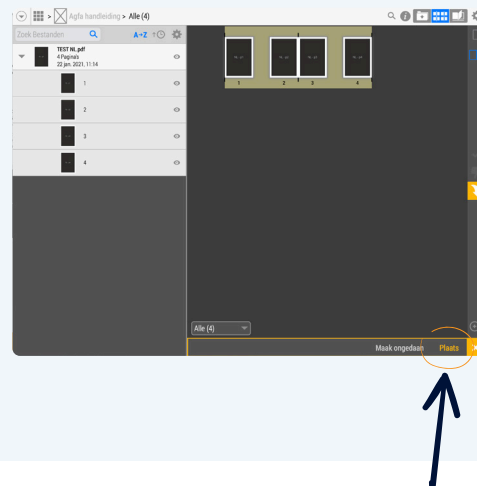 > Agfa handleiding > Alle (4)
Zoek Bestanden A→Z
TEST NL.pdf
4 Pagina's
22 jan. 2021, 11:14
1
2
3
4
1 2 3 4
Alle (4)
Maak ongedaan Plaats